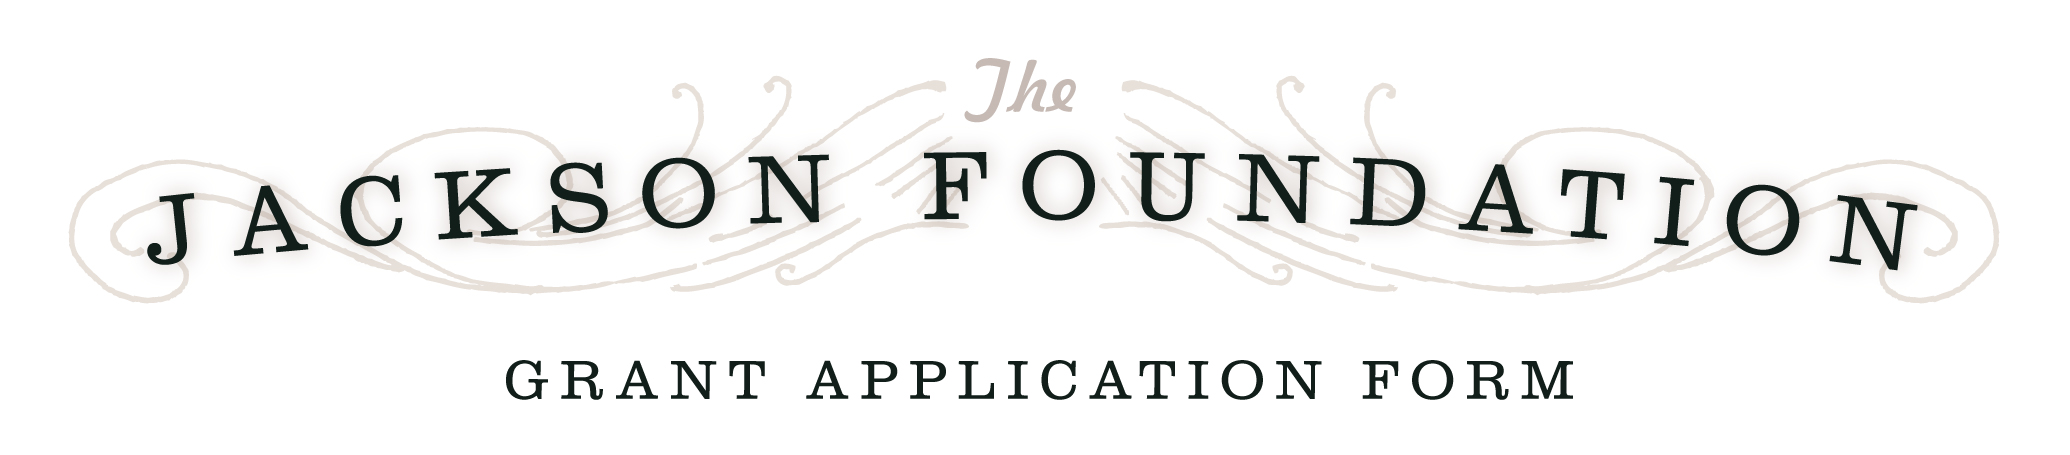 The
JACKSON FOUNDATION
GRANT APPLICATION FORM